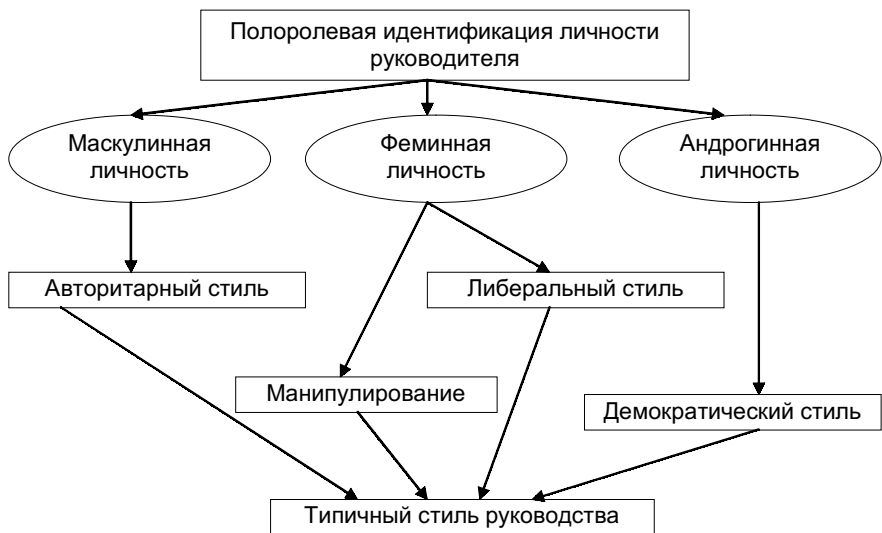 Полоролевая идентификация личности
руководителя
Маскулинная
личность
Феминная
личность
Андрогинная
личность
Авторитарный стиль
Либеральный стиль
Манипулирование
Демократический стиль
Типичный стиль руководства